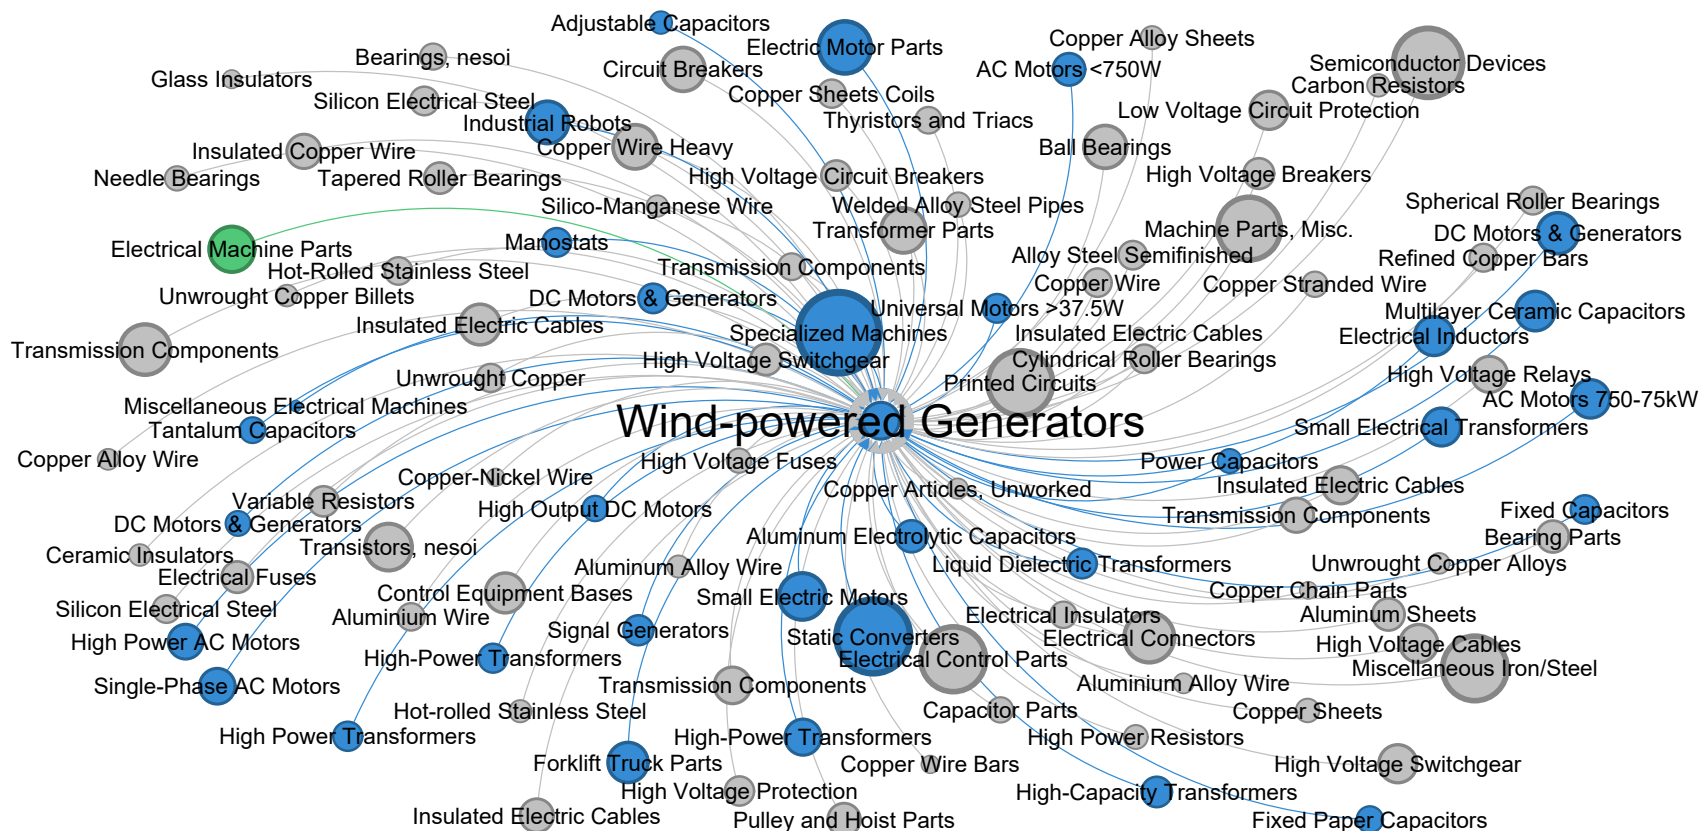 Adjustable Capacitors
Electric Motor Parts
Copper Alloy Sheets
Bearings, nesoi
Circuit Breakers
AC Motors <750W
Semiconductor Devices
Glass Insulators
Carbon Resistors
Silicon Electrical Steel
Copper Sheets Coils
Low Voltage Circuit Protection
Industrial Robots
Thyristors and Triacs
Insulated Copper Wire
Copper Wire Heavy
Ball Bearings
Needle Bearings
Tapered Roller Bearings
High Voltage Circuit Breakers
High Voltage Breakers
Silico-Manganese Wire
Welded Alloy Steel Pipes
Spherical Roller Bearings
Transformer Parts
Machine Parts, Misc.
DC Motors & Generators
Electrical Machine Parts
Manostats
Alloy Steel Semifinished
Refined Copper Bars
Hot-Rolled Stainless Steel
Transmission Components
Copper Wire
Copper Stranded Wire
Unwrought Copper Billets
DC Motors & Generators
Universal Motors >37.5W
Multilayer Ceramic Capacitors
Insulated Electric Cables
Specialized Machines
Insulated Electric Cables
Electrical Inductors
Transmission Components
High Voltage Switchgear
Cylindrical Roller Bearings
Unwrought Copper
Printed Circuits
High Voltage Relays
AC Motors 750-75kW
Miscellaneous Electrical Machines
Wind-powered Generators
Tantalum Capacitors
Small Electrical Transformers
Copper Alloy Wire
High Voltage Fuses
Power Capacitors
Copper-Nickel Wire
Copper Articles, Unworked
Insulated Electric Cables
Variable Resistors
High Output DC Motors
Transmission Components
Fixed Capacitors
DC Motors & Generators
Aluminum Electrolytic Capacitors
Bearing Parts
Ceramic Insulators
Transistors, nesoi
Aluminum Alloy Wire
Liquid Dielectric Transformers
Unwrought Copper Alloys
Electrical Fuses
Control Equipment Bases
Small Electric Motors
Copper Chain Parts
Silicon Electrical Steel
Aluminium Wire
Electrical Insulators
Aluminum Sheets
High Power AC Motors
Signal Generators
Static Converters
Electrical Connectors
High Voltage Cables
High-Power Transformers
Electrical Control Parts
Miscellaneous Iron/Steel
Single-Phase AC Motors
Transmission Components
Aluminium Alloy Wire
Hot-rolled Stainless Steel
Capacitor Parts
Copper Sheets
High Power Transformers
High-Power Transformers
High Power Resistors
Forklift Truck Parts
Copper Wire Bars
High Voltage Switchgear
High Voltage Protection
High-Capacity Transformers
Insulated Electric Cables
Pulley and Hoist Parts
Fixed Paper Capacitors